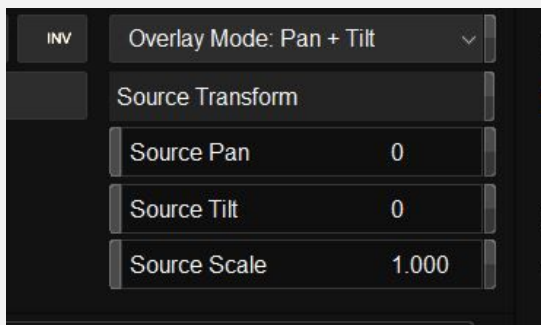 INV
Overlay Mode: Pan + Tilt
Source Transform
Source Pan 0
Source Tilt 0
Source Scale 1.000